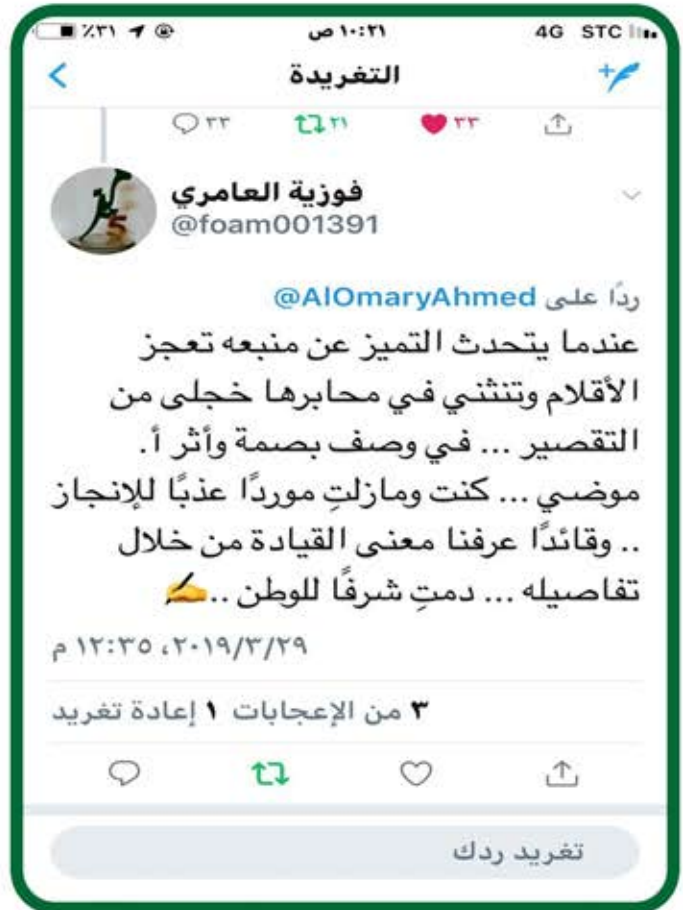 ٪٣١ ١٠:٢١ ص 4G STC
التغريدة
٣٣ ٢١ ٣٣
فوزية العامري
@foam001391
ردًا على @AlOmaryAhmed
عندما يتحدث التميز عن منبعه تعجز
الأقلام وتنثني في محابرها خجلى من
التقصير ... في وصف بصمة وأثر أ.
موضي ... كنت ومازلتِ موردًا عذبًا للإنجاز
.. وقائدًا عرفنا معنى القيادة من خلال
تفاصيله ... دمتِ شرفًا للوطن ..✍️
٢٠١٩/٣/٢٩، ١٢:٣٥ م
٣ من الإعجابات ١ إعادة تغريد
تغريد ردك